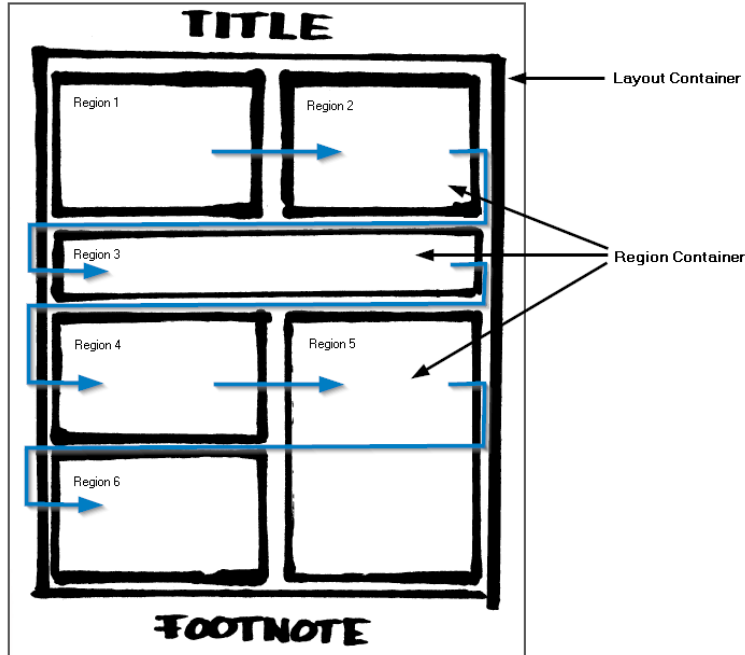 TITLE
Layout Container
Region 1
Region 2
Region Container
Region 3
Region 4
Region 5
Region 6
FOOTNOTE